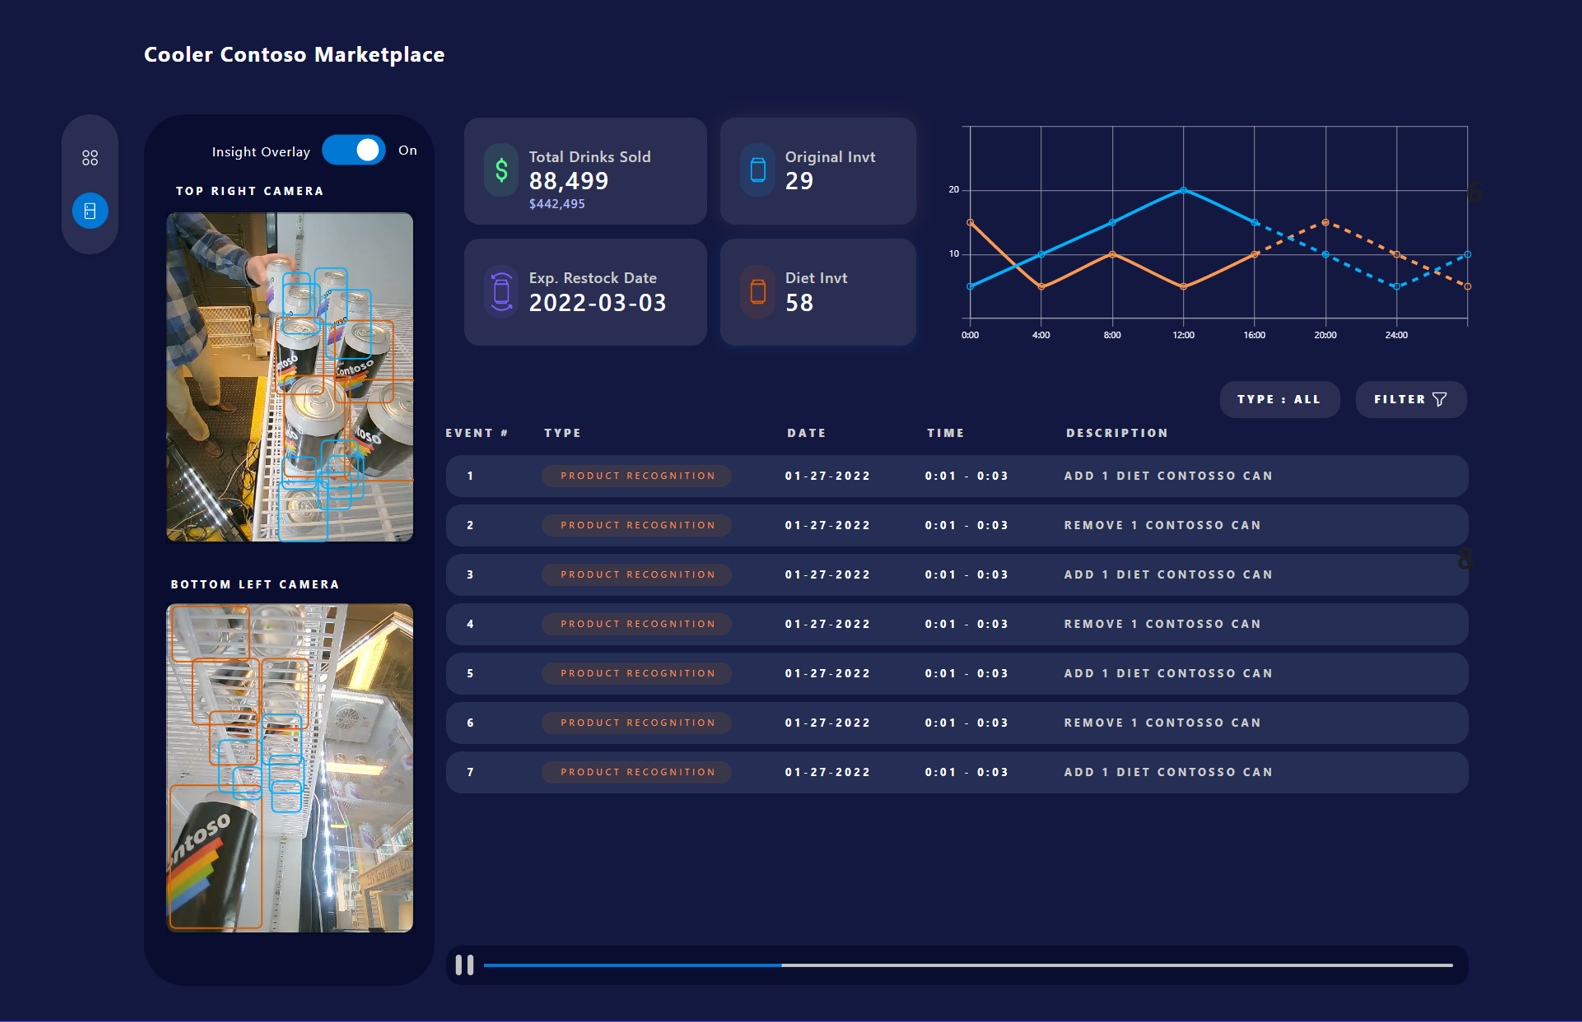 Cooler Contoso Marketplace
Insight Overlay On
TOP RIGHT CAMERA
Contoso
BOTTOM LEFT CAMERA
ntoso
Total Drinks Sold
88,499
$442,495
Original Invt
29
Exp. Restock Date
2022-03-03
Diet Invt
58
20
10
0:00 4:00 8:00 12:00 16:00 20:00 24:00
6
TYPE : ALL FILTER
EVENT # TYPE DATE TIME DESCRIPTION
1 PRODUCT RECOGNITION 01-27-2022 0:01 - 0:03 ADD 1 DIET CONTOSSO CAN
2 PRODUCT RECOGNITION 01-27-2022 0:01 - 0:03 REMOVE 1 CONTOSSO CAN
8
3 PRODUCT RECOGNITION 01-27-2022 0:01 - 0:03 ADD 1 DIET CONTOSSO CAN
4 PRODUCT RECOGNITION 01-27-2022 0:01 - 0:03 REMOVE 1 CONTOSSO CAN
5 PRODUCT RECOGNITION 01-27-2022 0:01 - 0:03 ADD 1 DIET CONTOSSO CAN
6 PRODUCT RECOGNITION 01-27-2022 0:01 - 0:03 REMOVE 1 CONTOSSO CAN
7 PRODUCT RECOGNITION 01-27-2022 0:01 - 0:03 ADD 1 DIET CONTOSSO CAN